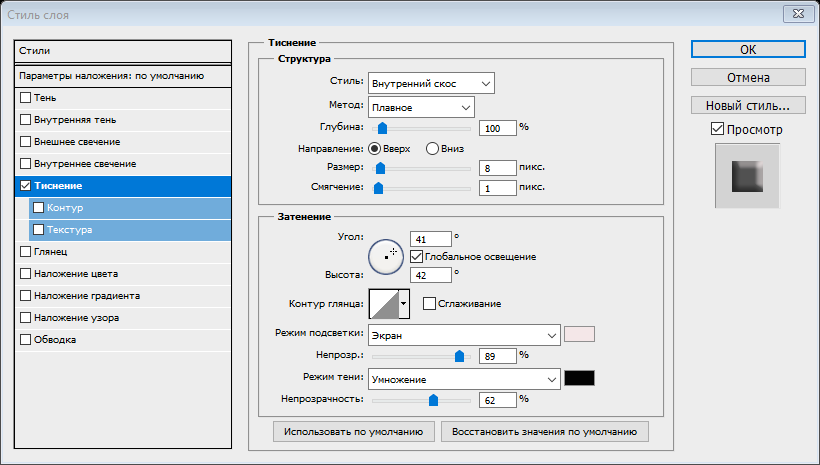 Стиль слоя
Стили
Параметры наложения: по умолчанию
Тень
Внутренняя тень
Внешнее свечение
Внутреннее свечение
Тиснение
Контур
Текстура
Глянец
Наложение цвета
Наложение градиента
Наложение узора
Обводка
Тиснение
Структура
Стиль: Внутренний скос
Метод: Плавное
Глубина: 100 %
Направление: Вверх Вниз
Размер: 8 пикс.
Смягчение: 1 пикс.
Затенение
Угол: 41 °
Глобальное освещение
Высота: 42 °
Контур глянца: Сглаживание
Режим подсветки: Экран
Непрозр.: 89 %
Режим тени: Умножение
Непрозрачность: 62 %
Использовать по умолчанию Восстановить значения по умолчанию
ОК
Отмена
Новый стиль...
Просмотр